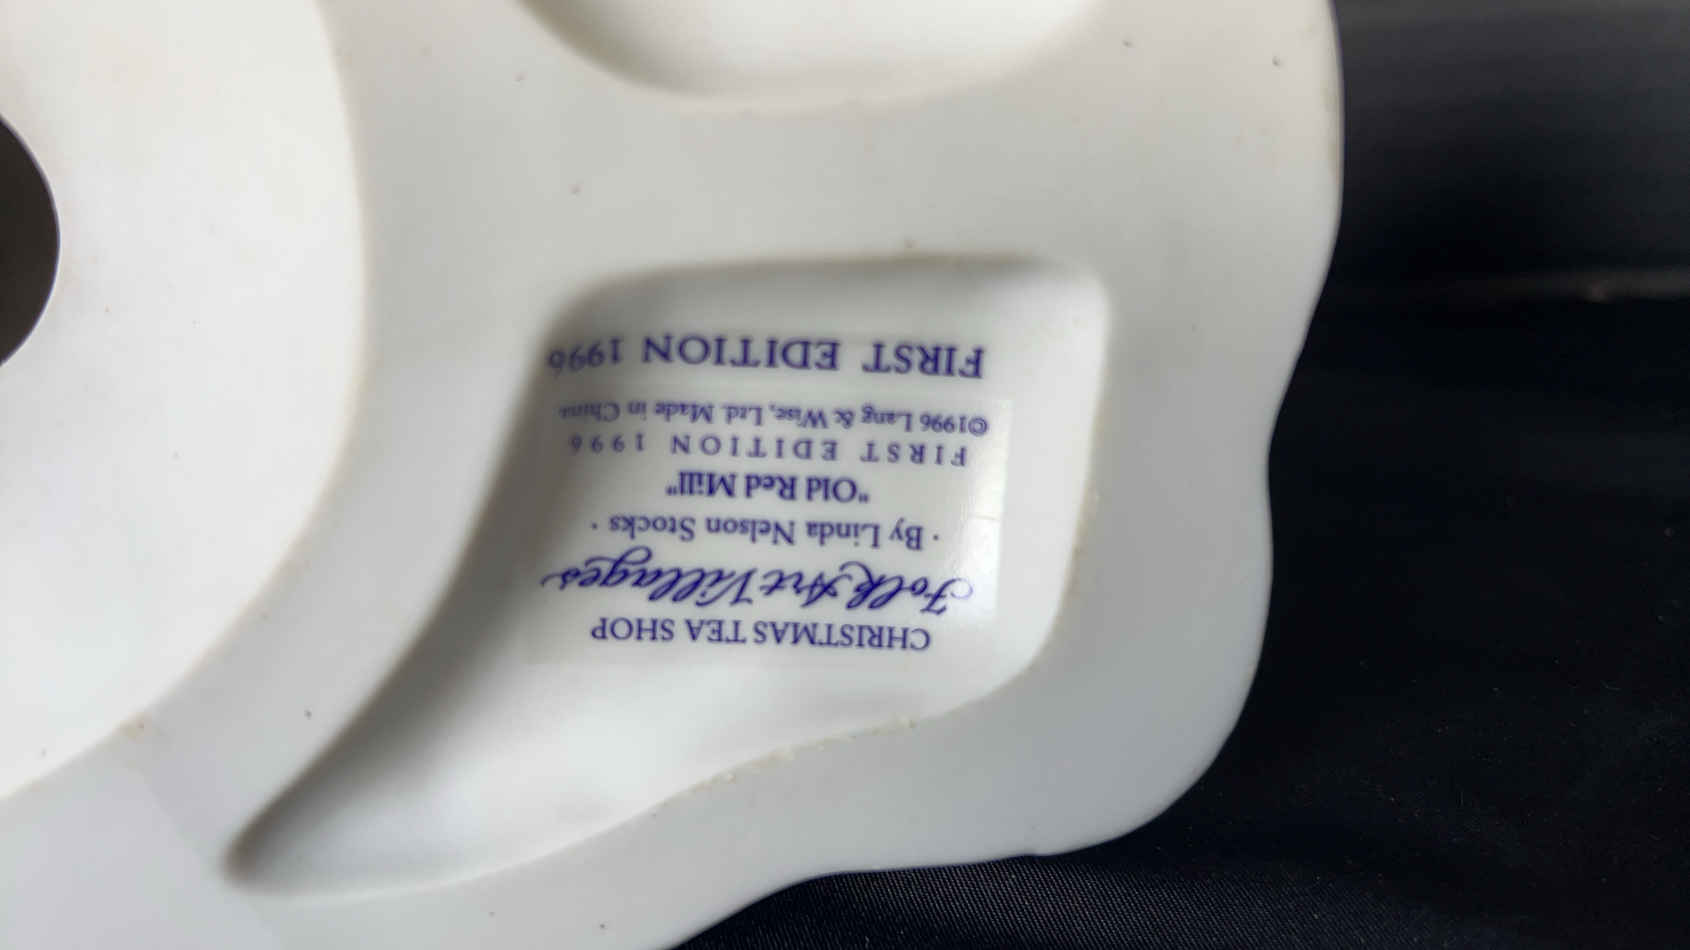 CHRISTMAS TEA SHOP
Folk Art Villages
· By Linda Nelson Stocks ·
"Old Red Mill"
FIRST EDITION 1996
©1996 Lang & Wise, Ltd. Made in China
FIRST EDITION 1996